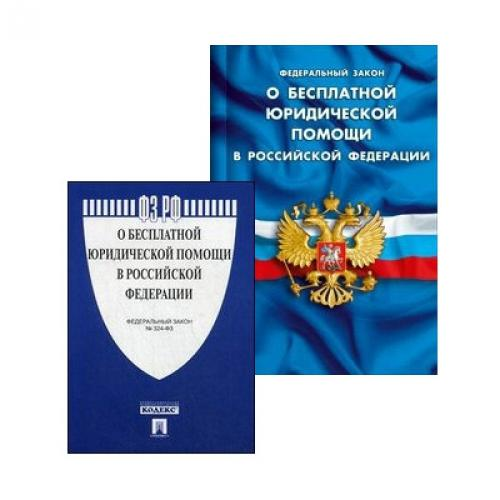 ФЕДЕРАЛЬНЫЙ ЗАКОН
О БЕСПЛАТНОЙ
ЮРИДИЧЕСКОЙ
ПОМОЩИ
В РОССИЙСКОЙ ФЕДЕРАЦИИ
ФЗ РФ
О БЕСПЛАТНОЙ
ЮРИДИЧЕСКОЙ ПОМОЩИ
В РОССИЙСКОЙ
ФЕДЕРАЦИИ
ФЕДЕРАЛЬНЫЙ ЗАКОН
№ 324-ФЗ
КОДЕКС